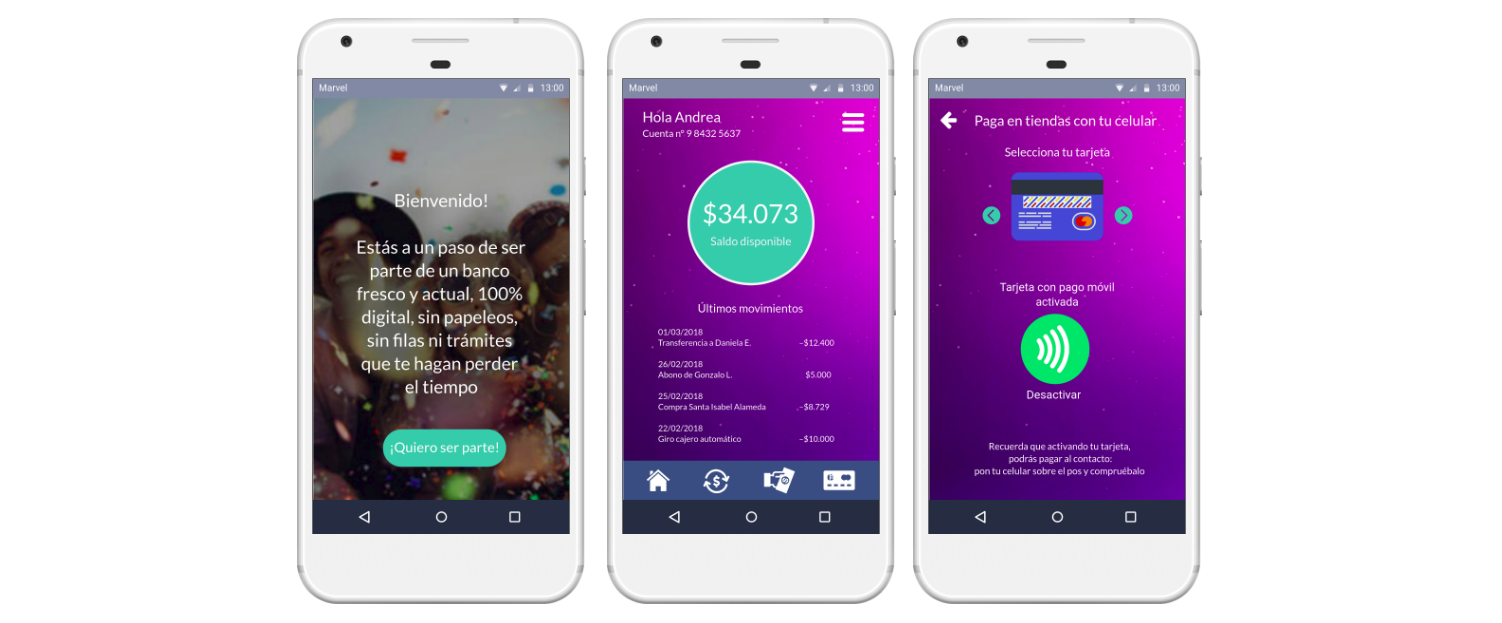 Marvel
13:00
Bienvenido!
Estás a un paso de ser
parte de un banco
fresco y actual, 100%
digital, sin papeleos,
sin filas ni trámites
que te hagan perder
el tiempo
¡Quiero ser parte!
Marvel
13:00
Hola Andrea
Cuenta nº 9 8432 5637
$34.073
Saldo disponible
Últimos movimientos
01/03/2018
Transferencia a Daniela E. –$12.400
26/02/2018
Abono de Gonzalo L. $5.000
25/02/2018
Compra Santa Isabel Alameda –$8.729
22/02/2018
Giro cajero automático –$10.000
Marvel
13:00
Paga en tiendas con tu celular
Selecciona tu tarjeta
Tarjeta con pago móvil
activada
Desactivar
Recuerda que activando tu tarjeta,
podrás pagar al contacto:
pon tu celular sobre el pos y compruébalo